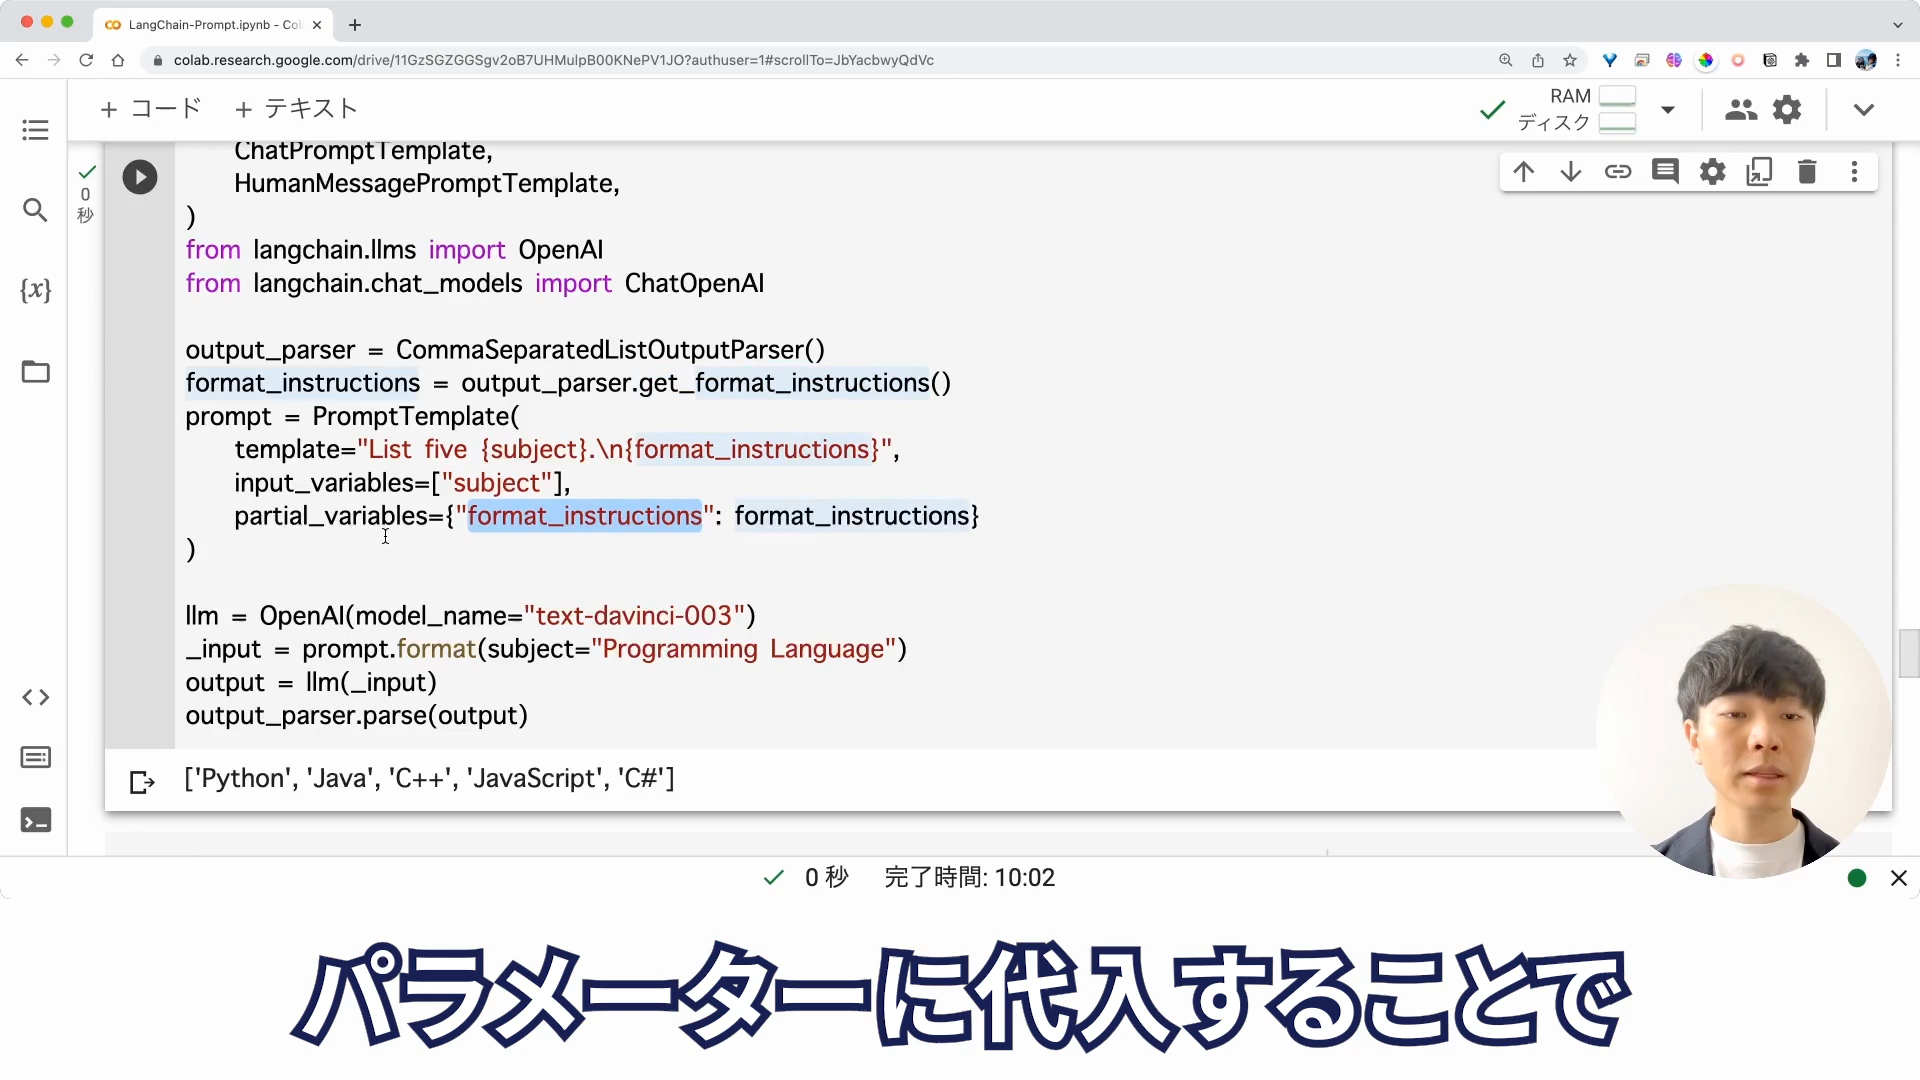 LangChain-Prompt.ipynb - Col
colab.research.google.com/drive/11GzSGZGGSgv2oB7UHMulpB00KNePV1JO?authuser=1#scrollTo=JbYacbwyQdVc
+ コード + テキスト
RAM
ディスク
0
秒
ChatPromptTemplate,
HumanMessagePromptTemplate,
)
from langchain.llms import OpenAI
from langchain.chat_models import ChatOpenAI
output_parser = CommaSeparatedListOutputParser()
format_instructions = output_parser.get_format_instructions()
prompt = PromptTemplate(
template="List five {subject}.\n{format_instructions}",
input_variables=["subject"],
partial_variables={"format_instructions": format_instructions}
)
llm = OpenAI(model_name="text-davinci-003")
_input = prompt.format(subject="Programming Language")
output = llm(_input)
output_parser.parse(output)
['Python', 'Java', 'C++', 'JavaScript', 'C#']
0 秒 完了時間: 10:02
パラメーターに代入することで